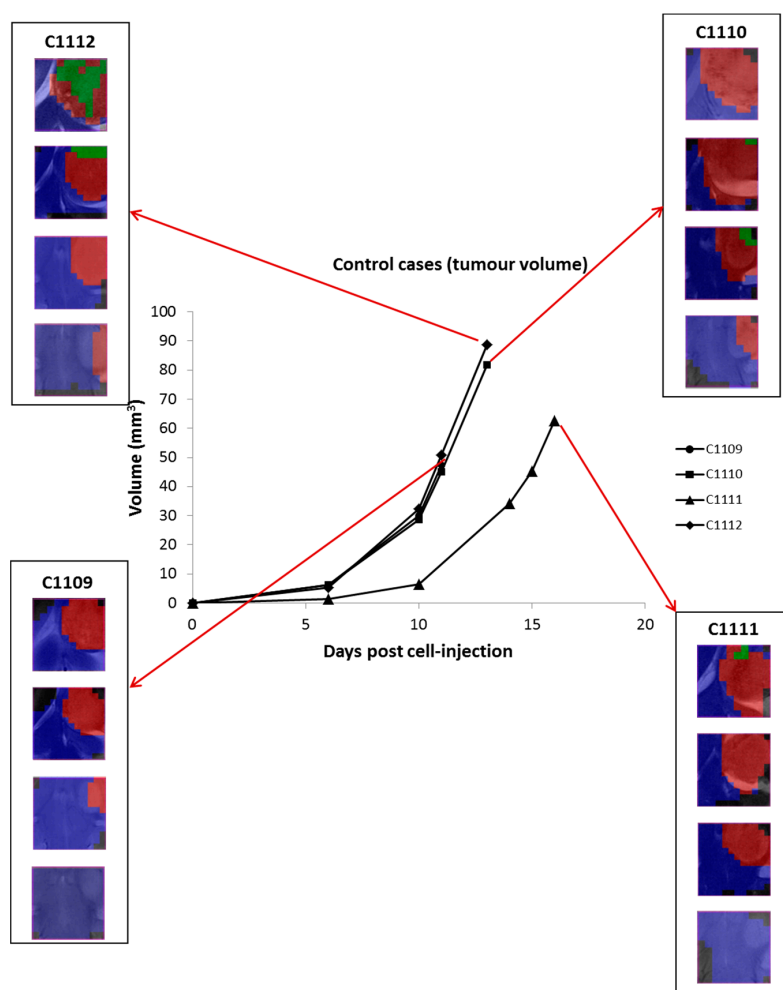 C1112
C1110
Control cases (tumour volume)
100
90
80
70
60
50
40
30
20
10
0
Volume (mm³)
0
5
10
15
20
Days post cell-injection
C1109
C1110
C1111
C1112
C1109
C1111